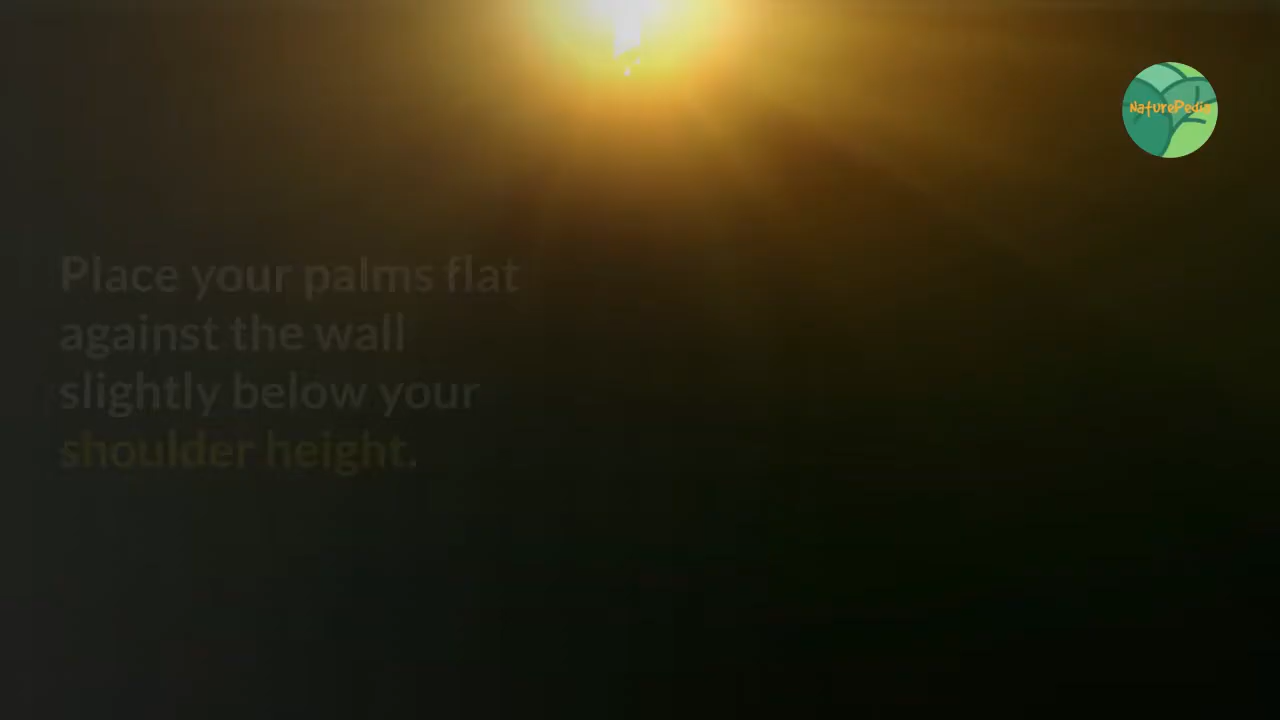 NaturePedia
Place your palms flat
against the wall
slightly below your
shoulder height.